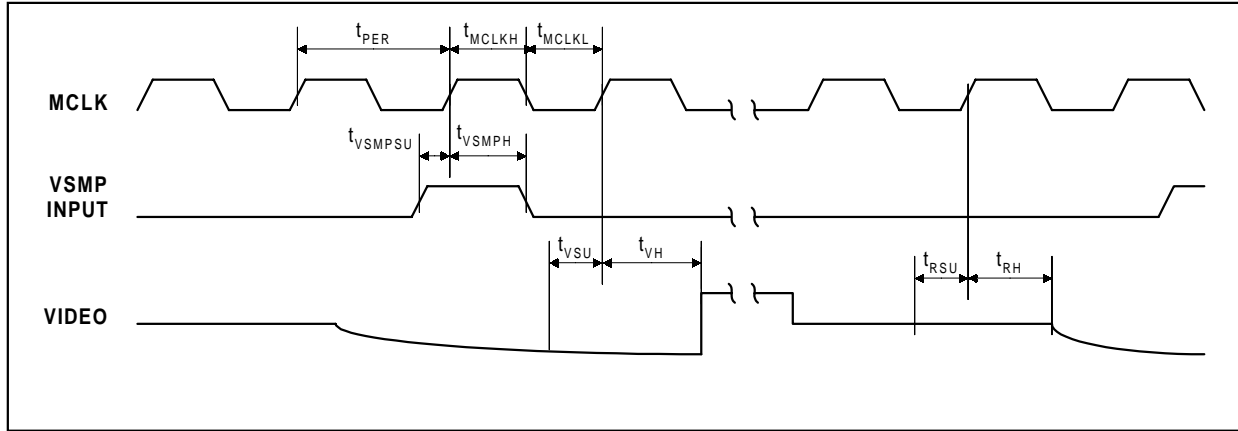 tPER
tMCLKH
tMCLKL
MCLK
tVSMPSU
tVSMPH
VSMP
INPUT
tVSU
tVH
tRSU
tRH
VIDEO